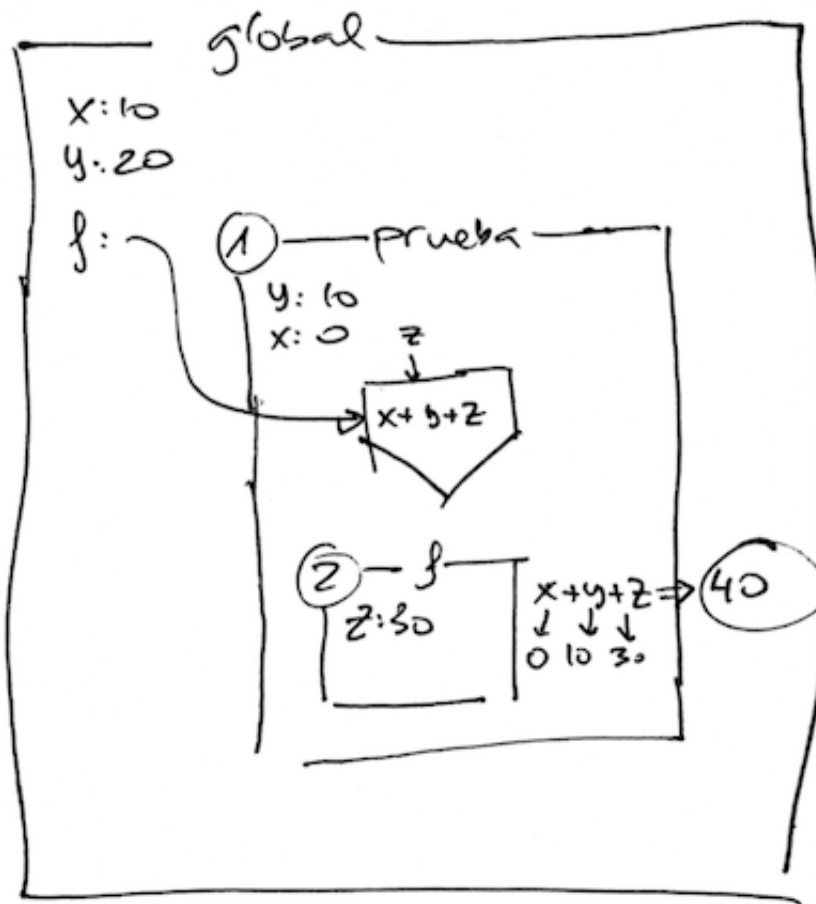 global
x:10
y:20
f:
1 prueba
y: 10
x: 0
z
x+y+z
2 f
z:30
x+y+z ⇒ 40
0 10 30